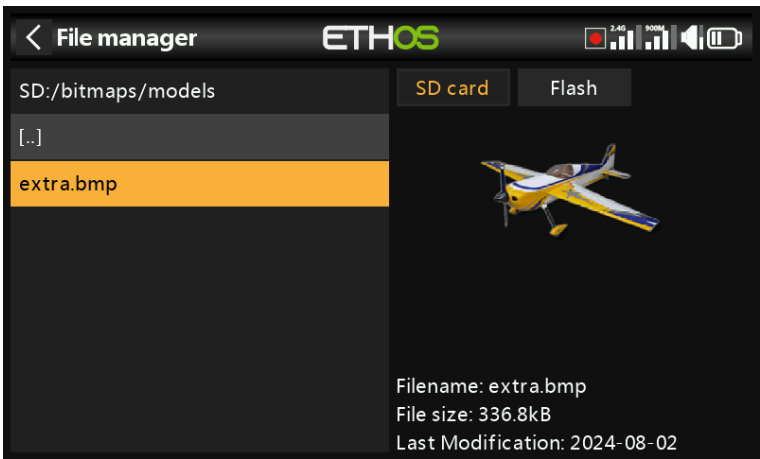 File manager
ETHOS
2.4G
900M
SD:/bitmaps/models
SD card
Flash
[..]
extra.bmp
Filename: extra.bmp
File size: 336.8kB
Last Modification: 2024-08-02